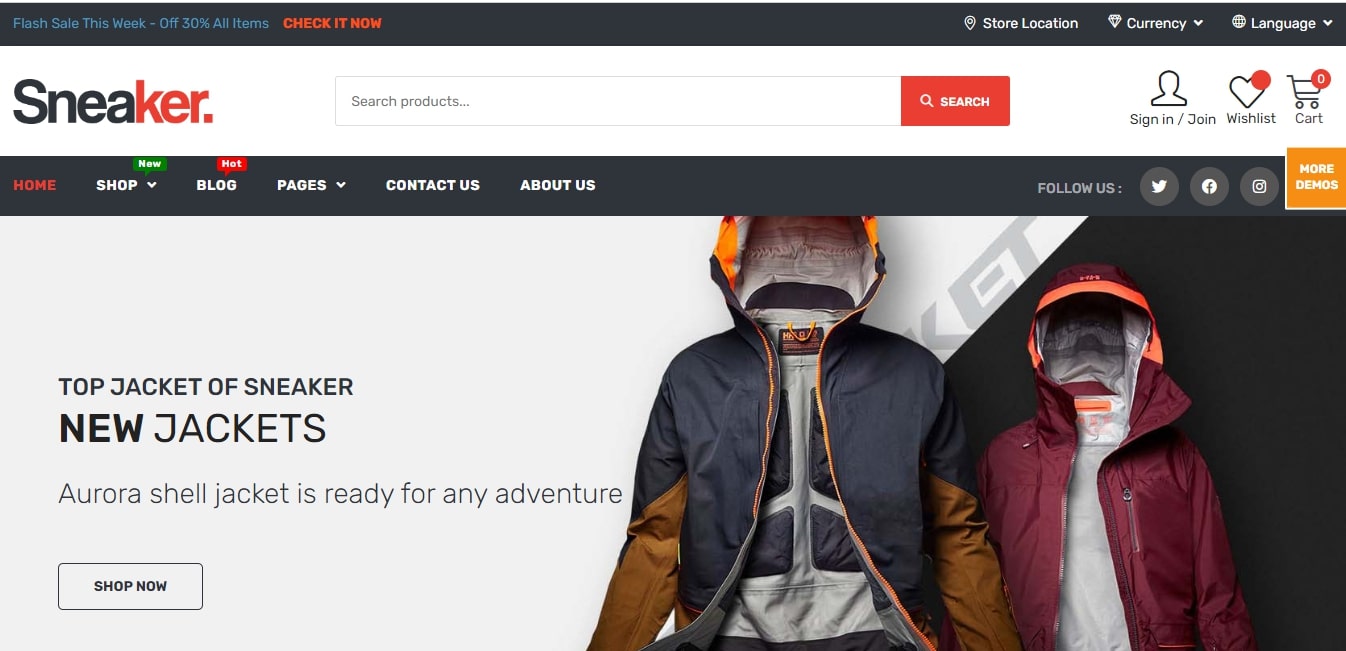 Flash Sale This Week - Off 30% All Items CHECK IT NOW
Store Location Currency Language
Sneaker.
Search products...
SEARCH
Sign in / Join
Wishlist
0
Cart
HOME
SHOP New
BLOG Hot
PAGES
CONTACT US
ABOUT US
FOLLOW US :
MORE
DEMOS
KET
TOP JACKET OF SNEAKER
NEW JACKETS
Aurora shell jacket is ready for any adventure
SHOP NOW